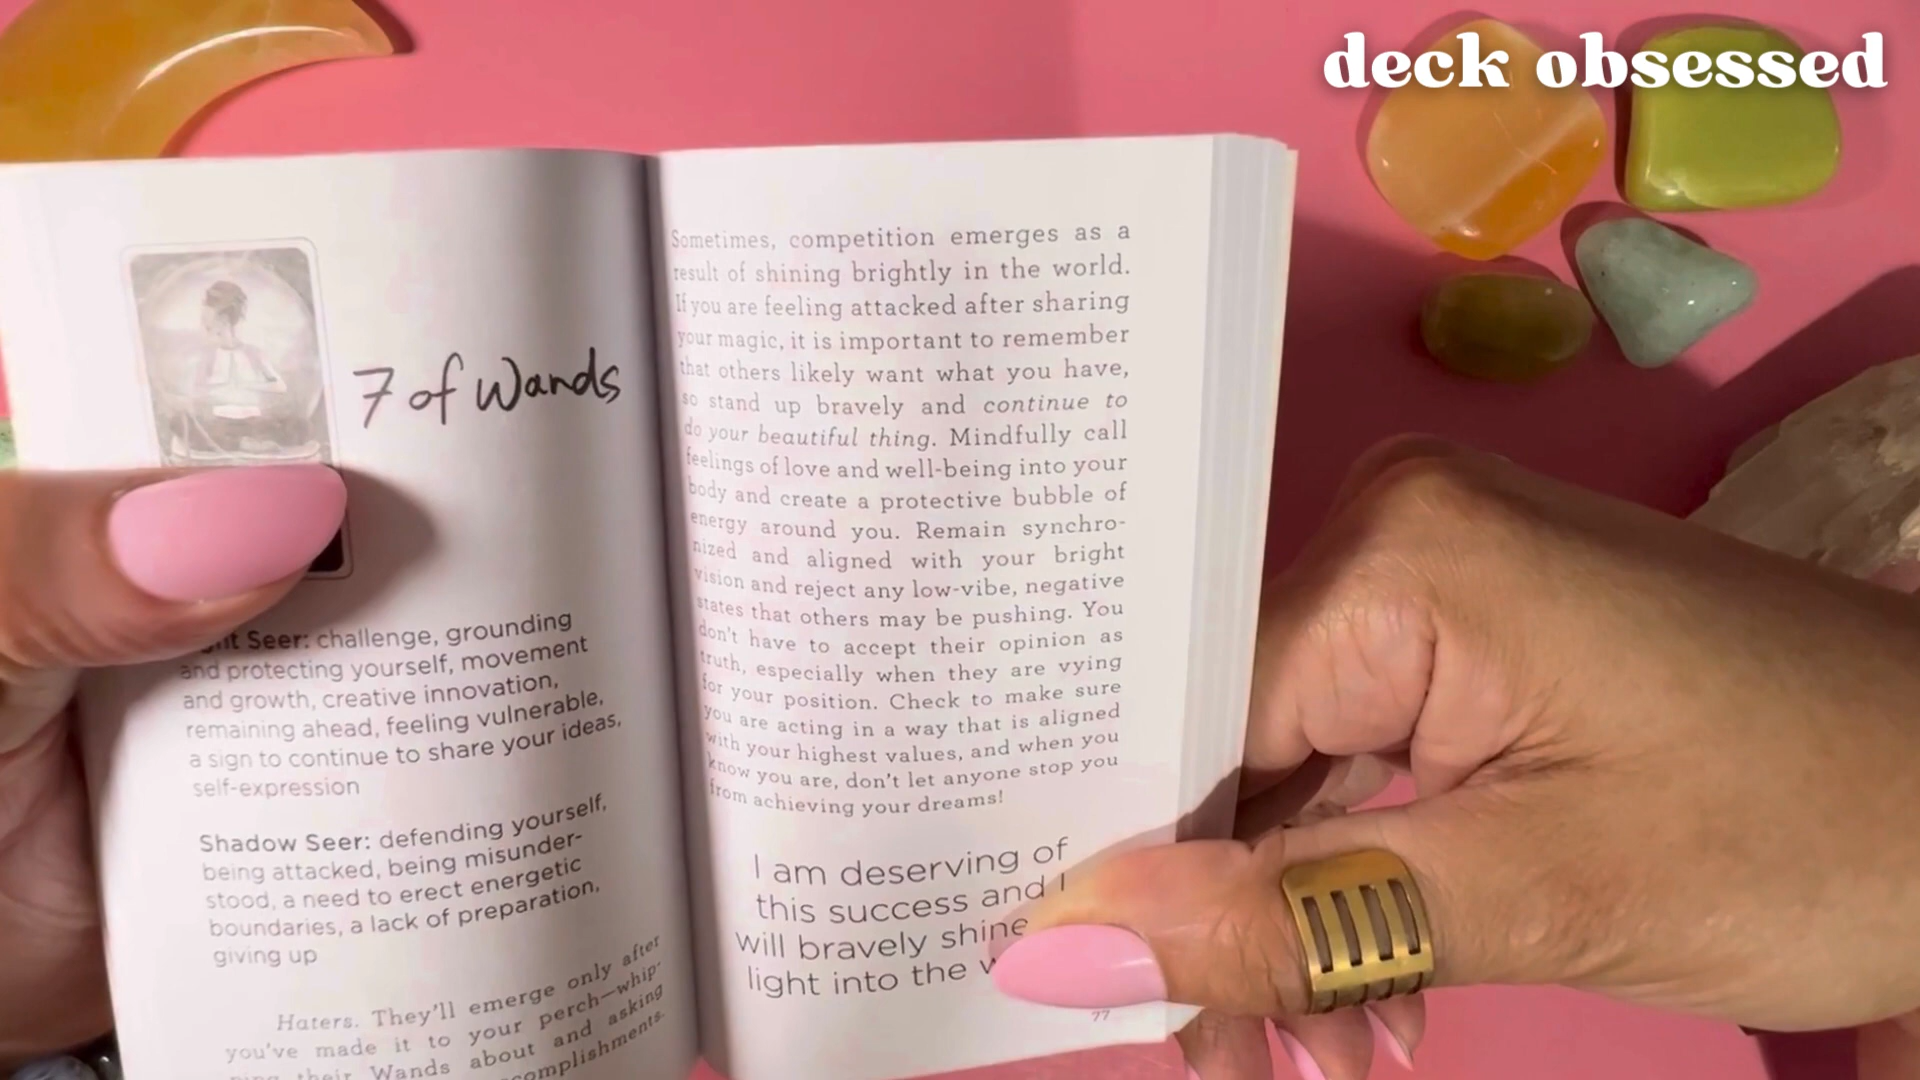 deck obsessed
7 of Wands
Seer: challenge, grounding
and protecting yourself, movement
and growth, creative innovation,
remaining ahead, feeling vulnerable,
a sign to continue to share your ideas,
self-expression
Shadow Seer: defending yourself,
being attacked, being misunder-
stood, a need to erect energetic
boundaries, a lack of preparation,
giving up
Haters. They'll emerge only after
you've made it to your perch—whip-
their Wands about and asking
Sometimes, competition emerges as a
result of shining brightly in the world.
If you are feeling attacked after sharing
your magic, it is important to remember
that others likely want what you have,
so stand up bravely and continue to
do your beautiful thing. Mindfully call
feelings of love and well-being into your
body and create a protective bubble of
energy around you. Remain synchro-
nized and aligned with your bright
vision and reject any low-vibe, negative
states that others may be pushing. You
don't have to accept their opinion as
truth, especially when they are vying
for your position. Check to make sure
you are acting in a way that is aligned
with your highest values, and when you
know you are, don't let anyone stop you
from achieving your dreams!
I am deserving of
this success and I
will bravely shine
light into the
77